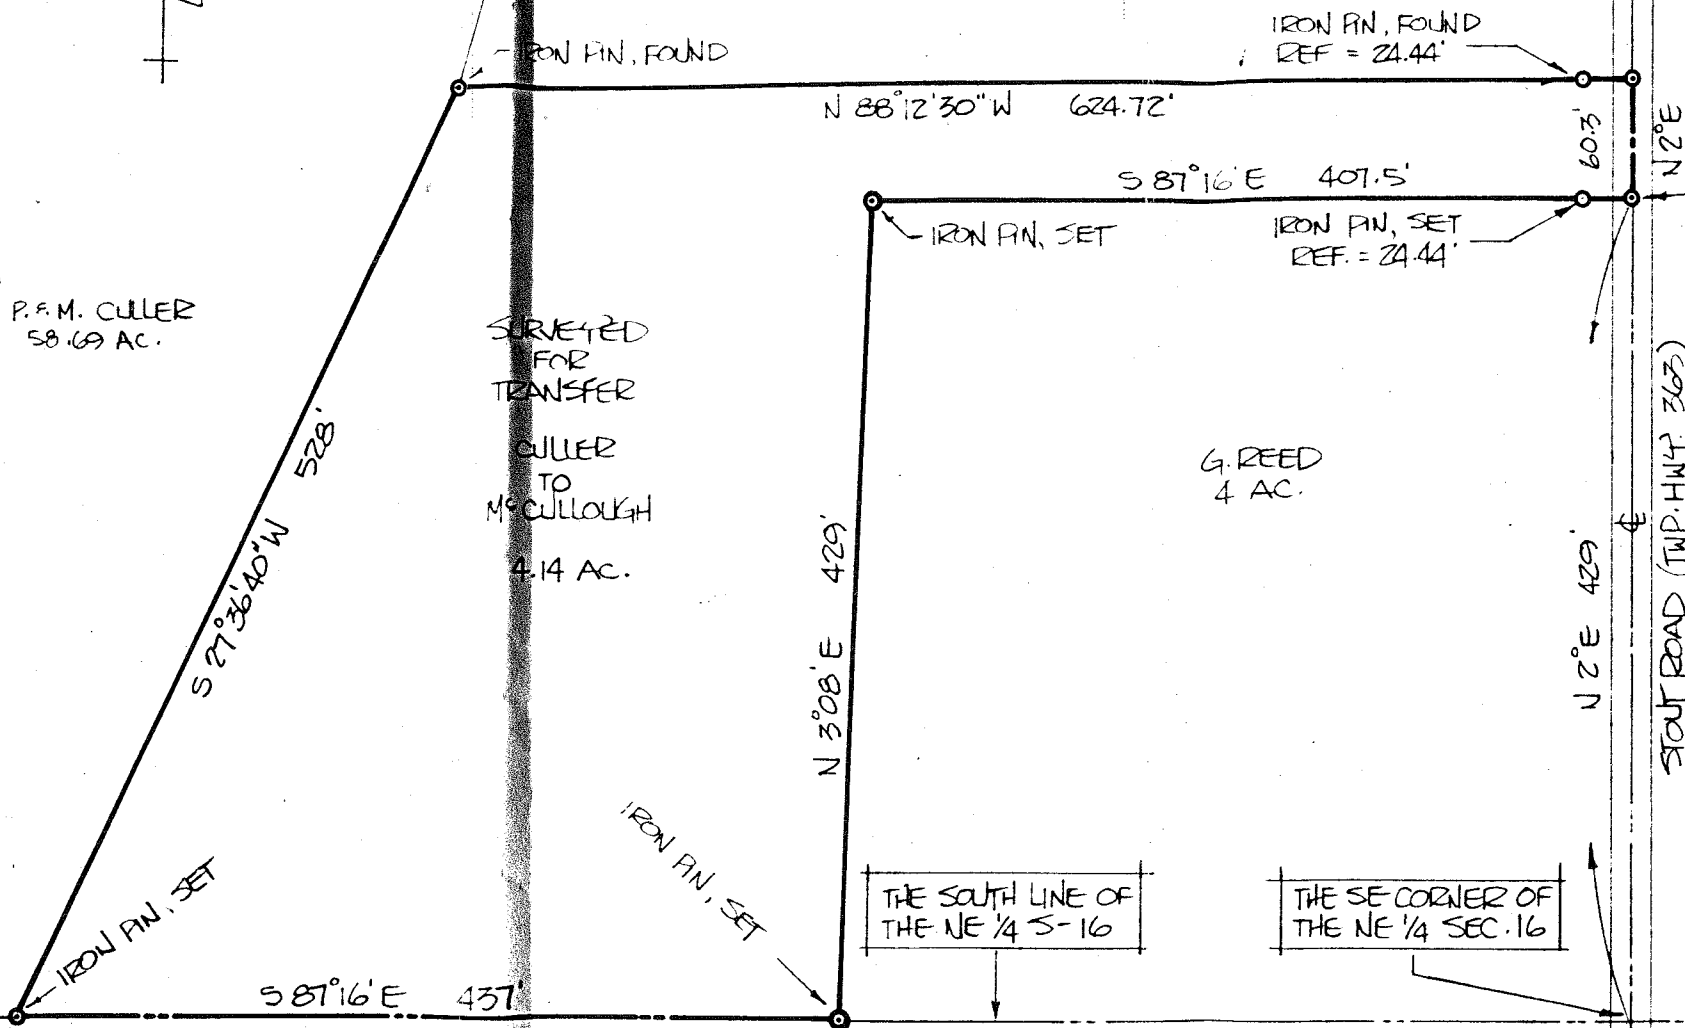 IRON PIN, FOUND
IRON PIN, FOUND
REF = 24.44'
N 88°12'30"W 624.72'
60.3'
N 2°E
S 87°16'E 407.5'
IRON PIN, SET
IRON PIN, SET
REF. = 24.44'
P. & M. CULLER
58.69 AC.
SURVEYED
FOR
TRANSFER
CULLER
TO
McCULLOUGH
4.14 AC.
S 27°36'40"W 528'
G. REED
4 AC.
N 3°08'E 429'
N 2°E 429'
STOUT ROAD (TWP. HWY. 363)
IRON PIN, SET
IRON PIN, SET
THE SOUTH LINE OF
THE NE 1/4 S-16
THE SE CORNER OF
THE NE 1/4 SEC. 16
S 87°16'E 437'